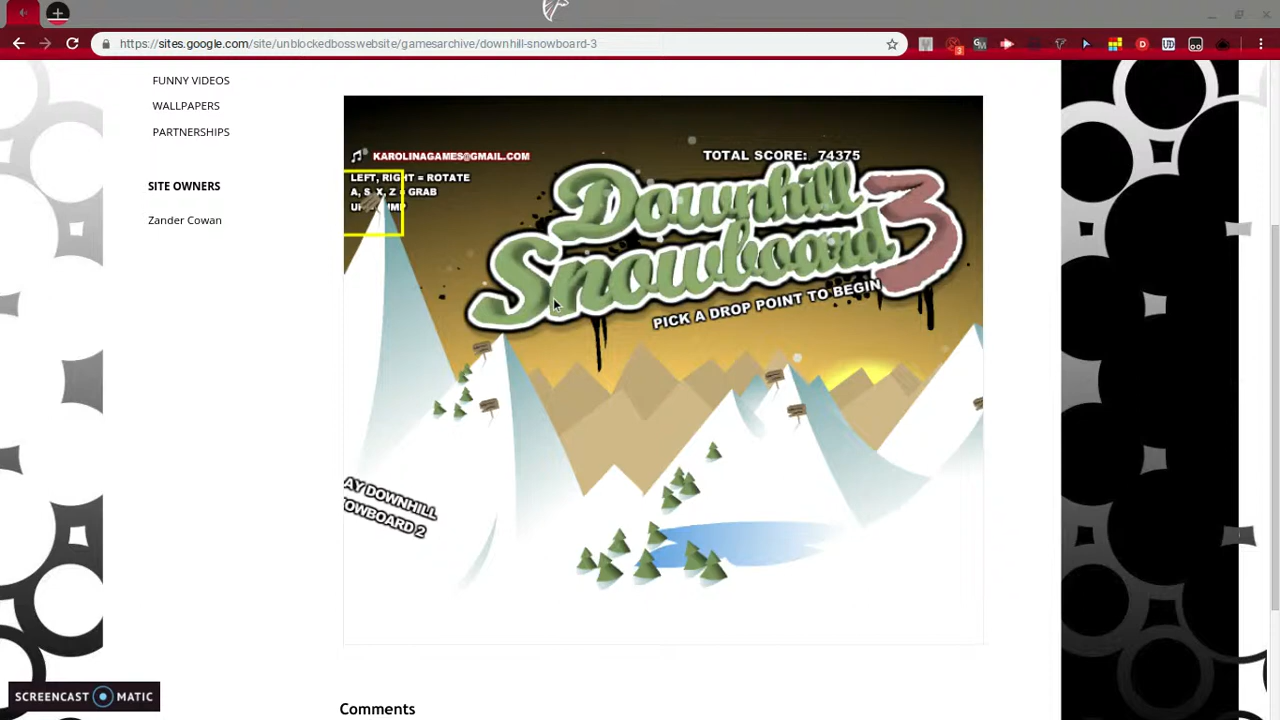 https://sites.google.com/site/unblockedbosswebsite/gamesarchive/downhill-snowboard-3
FUNNY VIDEOS
WALLPAPERS
PARTNERSHIPS
SITE OWNERS
Zander Cowan
KAROLINAGAMES@GMAIL.COM
TOTAL SCORE: 74375
LEFT, RIGHT = ROTATE
A, S, X, Z = GRAB
Downhill
Snowboard 3
PICK A DROP POINT TO BEGIN
AY DOWNHILL
OWBOARD 2
SCREENCAST MATIC
Comments